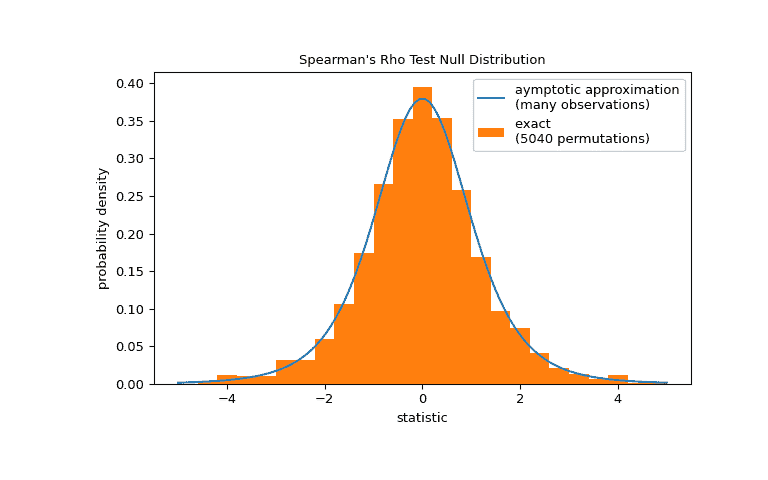 Spearman's Rho Test Null Distribution
aymptotic approximation
(many observations)
exact
(5040 permutations)
probability density
0.40
0.35
0.30
0.25
0.20
0.15
0.10
0.05
0.00
−4 −2 0 2 4
statistic